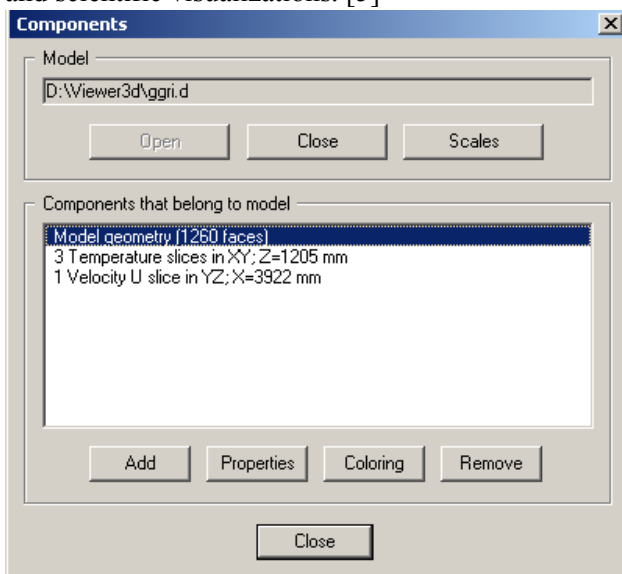 and scientific visualizations. [5]
Components
Model
D:\Viewer3d\ggri.d
Open Close Scales
Components that belong to model
Model geometry (1260 faces)
3 Temperature slices in XY; Z=1205 mm
1 Velocity U slice in YZ; X=3922 mm
Add Properties Coloring Remove
Close